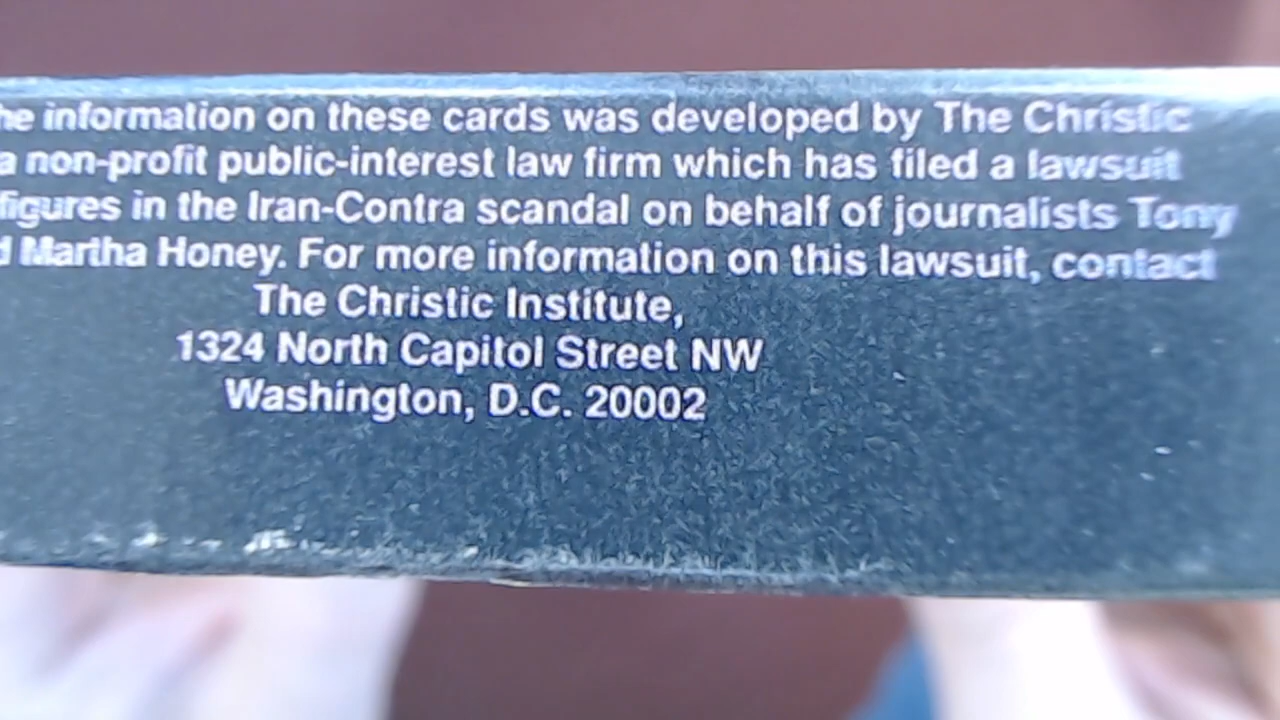 he information on these cards was developed by The Christic
a non-profit public-interest law firm which has filed a lawsuit
figures in the Iran-Contra scandal on behalf of journalists Tony
d Martha Honey. For more information on this lawsuit, contact
The Christic Institute,
1324 North Capitol Street NW
Washington, D.C. 20002